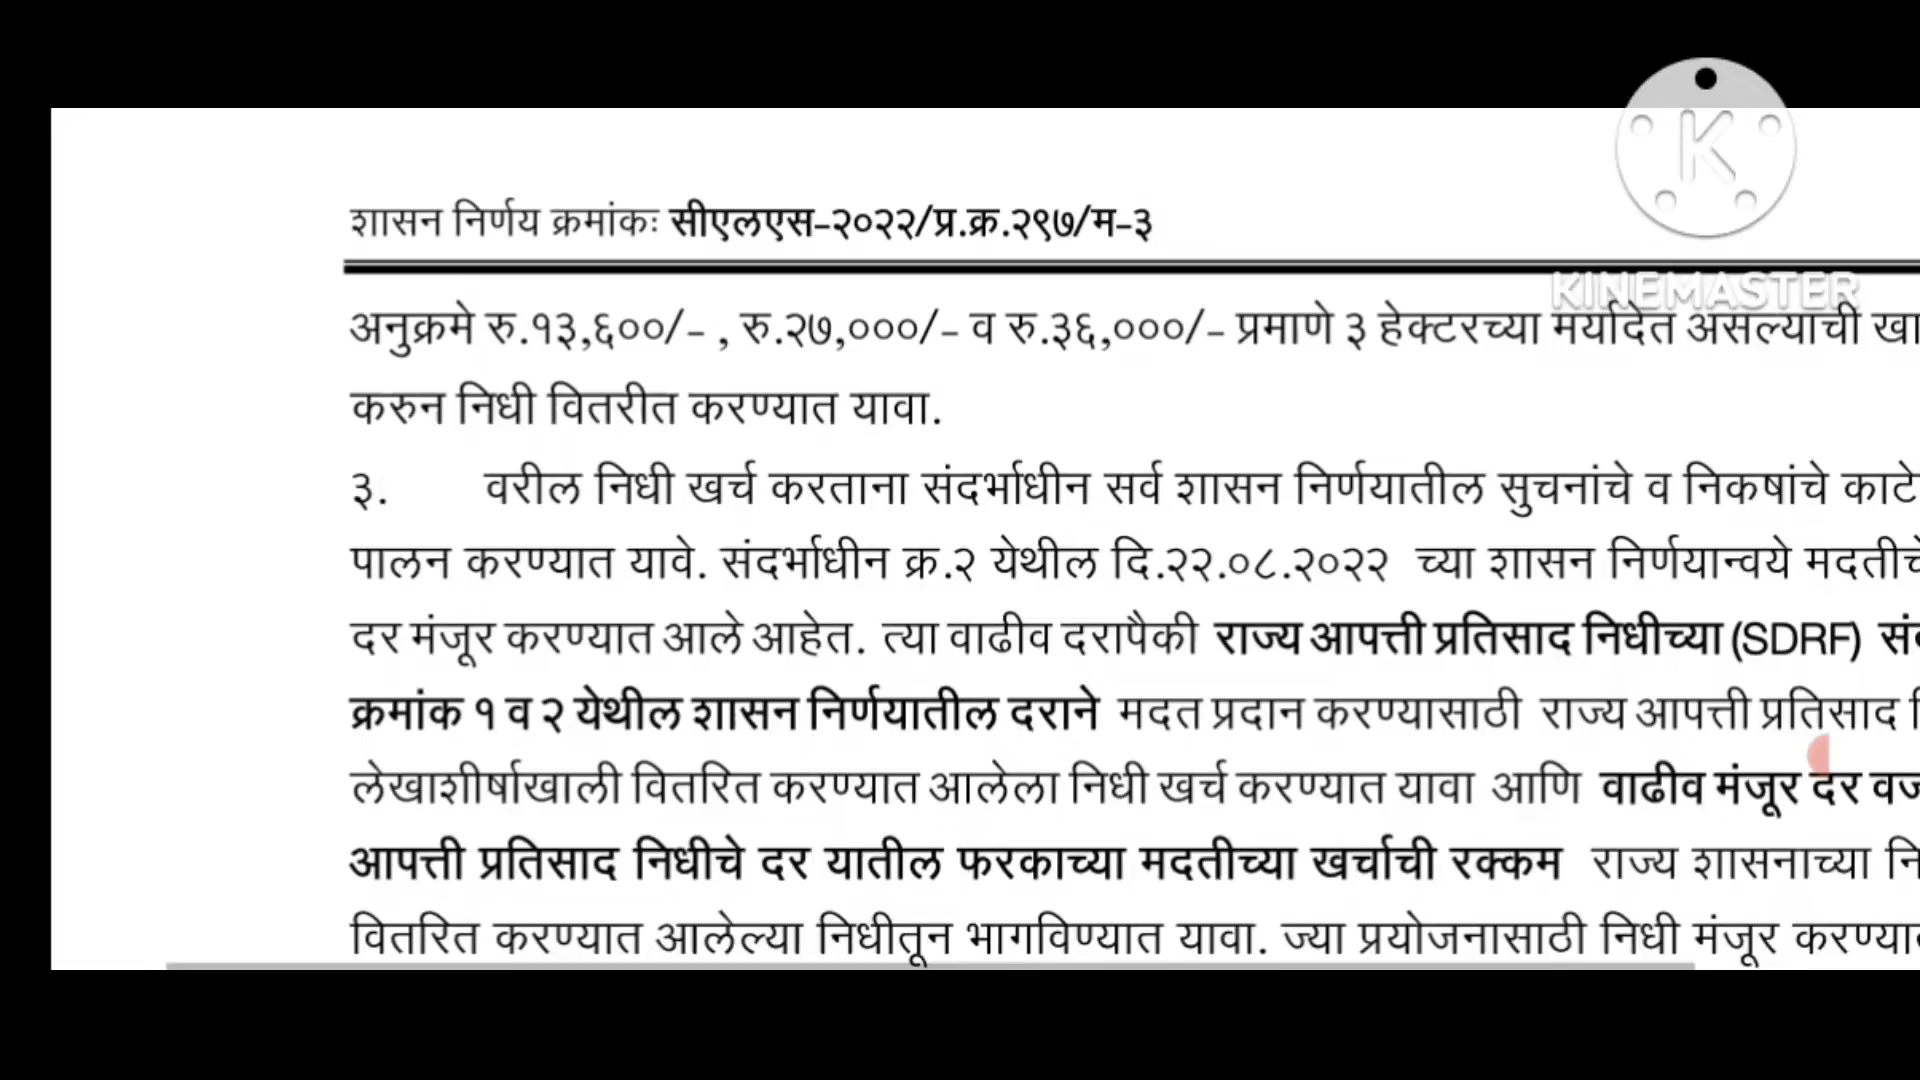 शासन निर्णय क्रमांकः सीएलएस-२०२२/प्र.क्र.२९७/म-३
K
KINEMASTER
अनुक्रमे रु.१३,६००/- , रु.२७,०००/- व रु.३६,०००/- प्रमाणे ३ हेक्टरच्या मर्यादेत असल्याची
करुन निधी वितरीत करण्यात यावा.
३. वरील निधी खर्च करताना संदर्भाधीन सर्व शासन निर्णयातील सुचनांचे व निकषांचे
पालन करण्यात यावे. संदर्भाधीन क्र.२ येथील दि.२२.०८.२०२२ च्या शासन निर्णयान्वये मदतीचे
दर मंजूर करण्यात आले आहेत. त्या वाढीव दरापैकी राज्य आपत्ती प्रतिसाद निधीच्या (SDRF)
क्रमांक १ व २ येथील शासन निर्णयातील दराने मदत प्रदान करण्यासाठी राज्य आपत्ती प्रतिसाद
लेखाशीर्षाखाली वितरित करण्यात आलेला निधी खर्च करण्यात यावा आणि वाढीव मंजूर दर
आपत्ती प्रतिसाद निधीचे दर यातील फरकाच्या मदतीच्या खर्चाची रक्कम राज्य शासनाच्या
वितरित करण्यात आलेल्या निधीतून भागविण्यात यावा. ज्या प्रयोजनासाठी निधी मंजूर